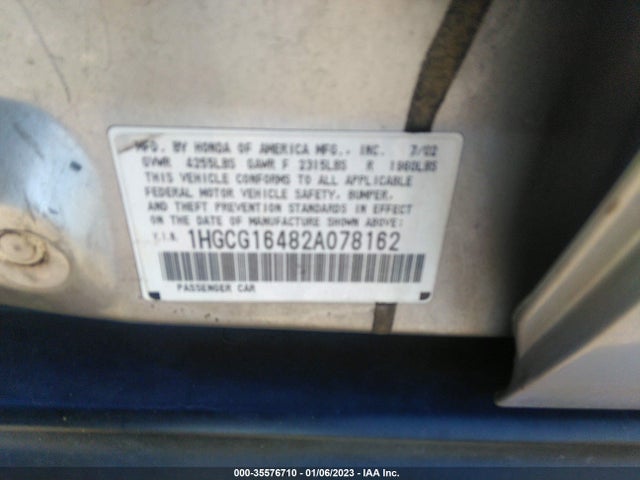 MFG. BY HONDA OF AMERICA MFG., INC. 7/02
GVWR 4255LBS GAWR F 2315LBS R 1980LBS
THIS VEHICLE CONFORMS TO ALL APPLICABLE
FEDERAL MOTOR VEHICLE SAFETY, BUMPER,
AND THEFT PREVENTION STANDARDS IN EFFECT
ON THE DATE OF MANUFACTURE SHOWN ABOVE:
V.I.N. 1HGCG16482A078162
PASSENGER CAR
000-35576710 - 01/06/2023 - IAA Inc.